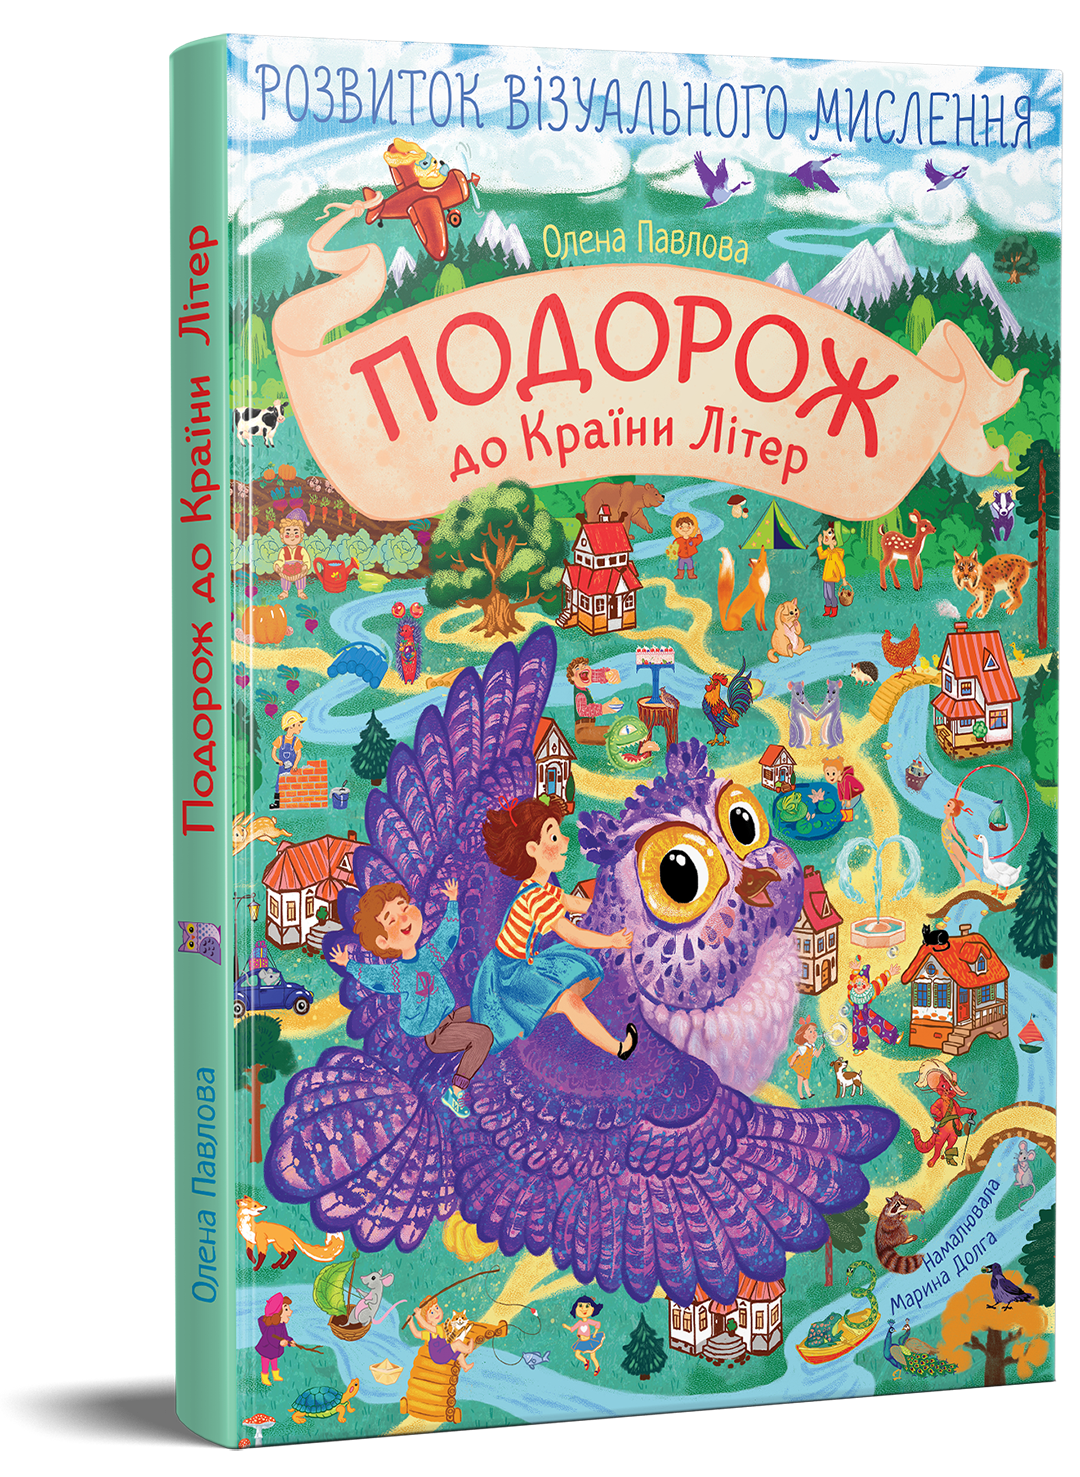 РОЗВИТОК ВІЗУАЛЬНОГО МИСЛЕННЯ
Олена Павлова
ПОДОРОЖ
до Країни Літер
Намалювала
Марина Долга
Подорож до Країни Літер
Олена Павлова